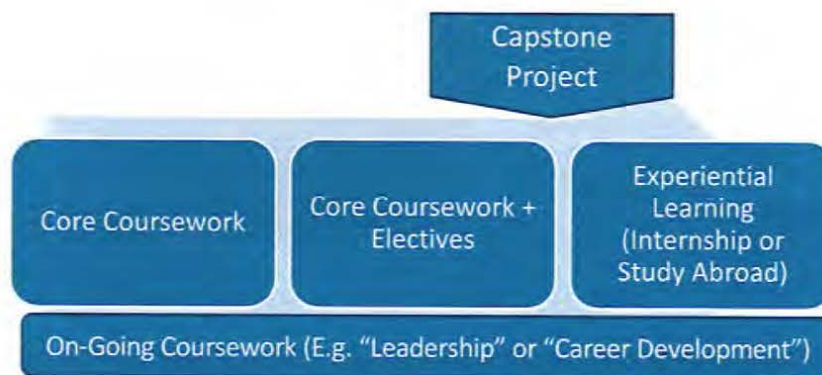 Capstone
Project
Core Coursework
Core Coursework +
Electives
Experiential
Learning
(Internship or
Study Abroad)
On-Going Coursework (E.g. “Leadership” or “Career Development”)